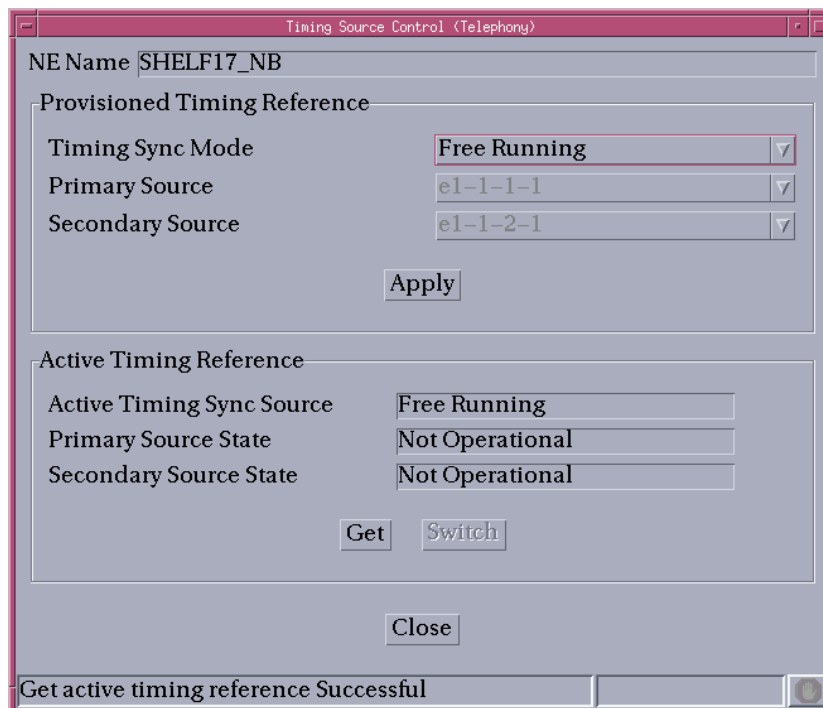 Timing Source Control (Telephony)
NE Name SHELF17_NB
Provisioned Timing Reference
Timing Sync Mode Free Running
Primary Source e1-1-1-1
Secondary Source e1-1-2-1
Apply
Active Timing Reference
Active Timing Sync Source Free Running
Primary Source State Not Operational
Secondary Source State Not Operational
Get Switch
Close
Get active timing reference Successful